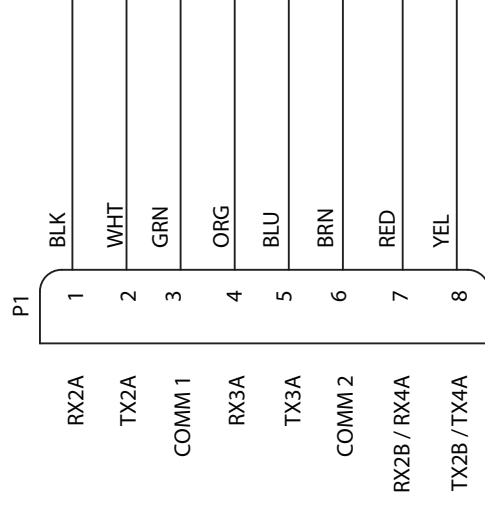 BLK
WHT
GRN
ORG
BLU
BRN
RED
YEL
P1
1
2
3
4
5
6
7
8
RX2A
TX2A
COMM 1
RX3A
TX3A
COMM 2
RX2B / RX4A
TX2B / TX4A